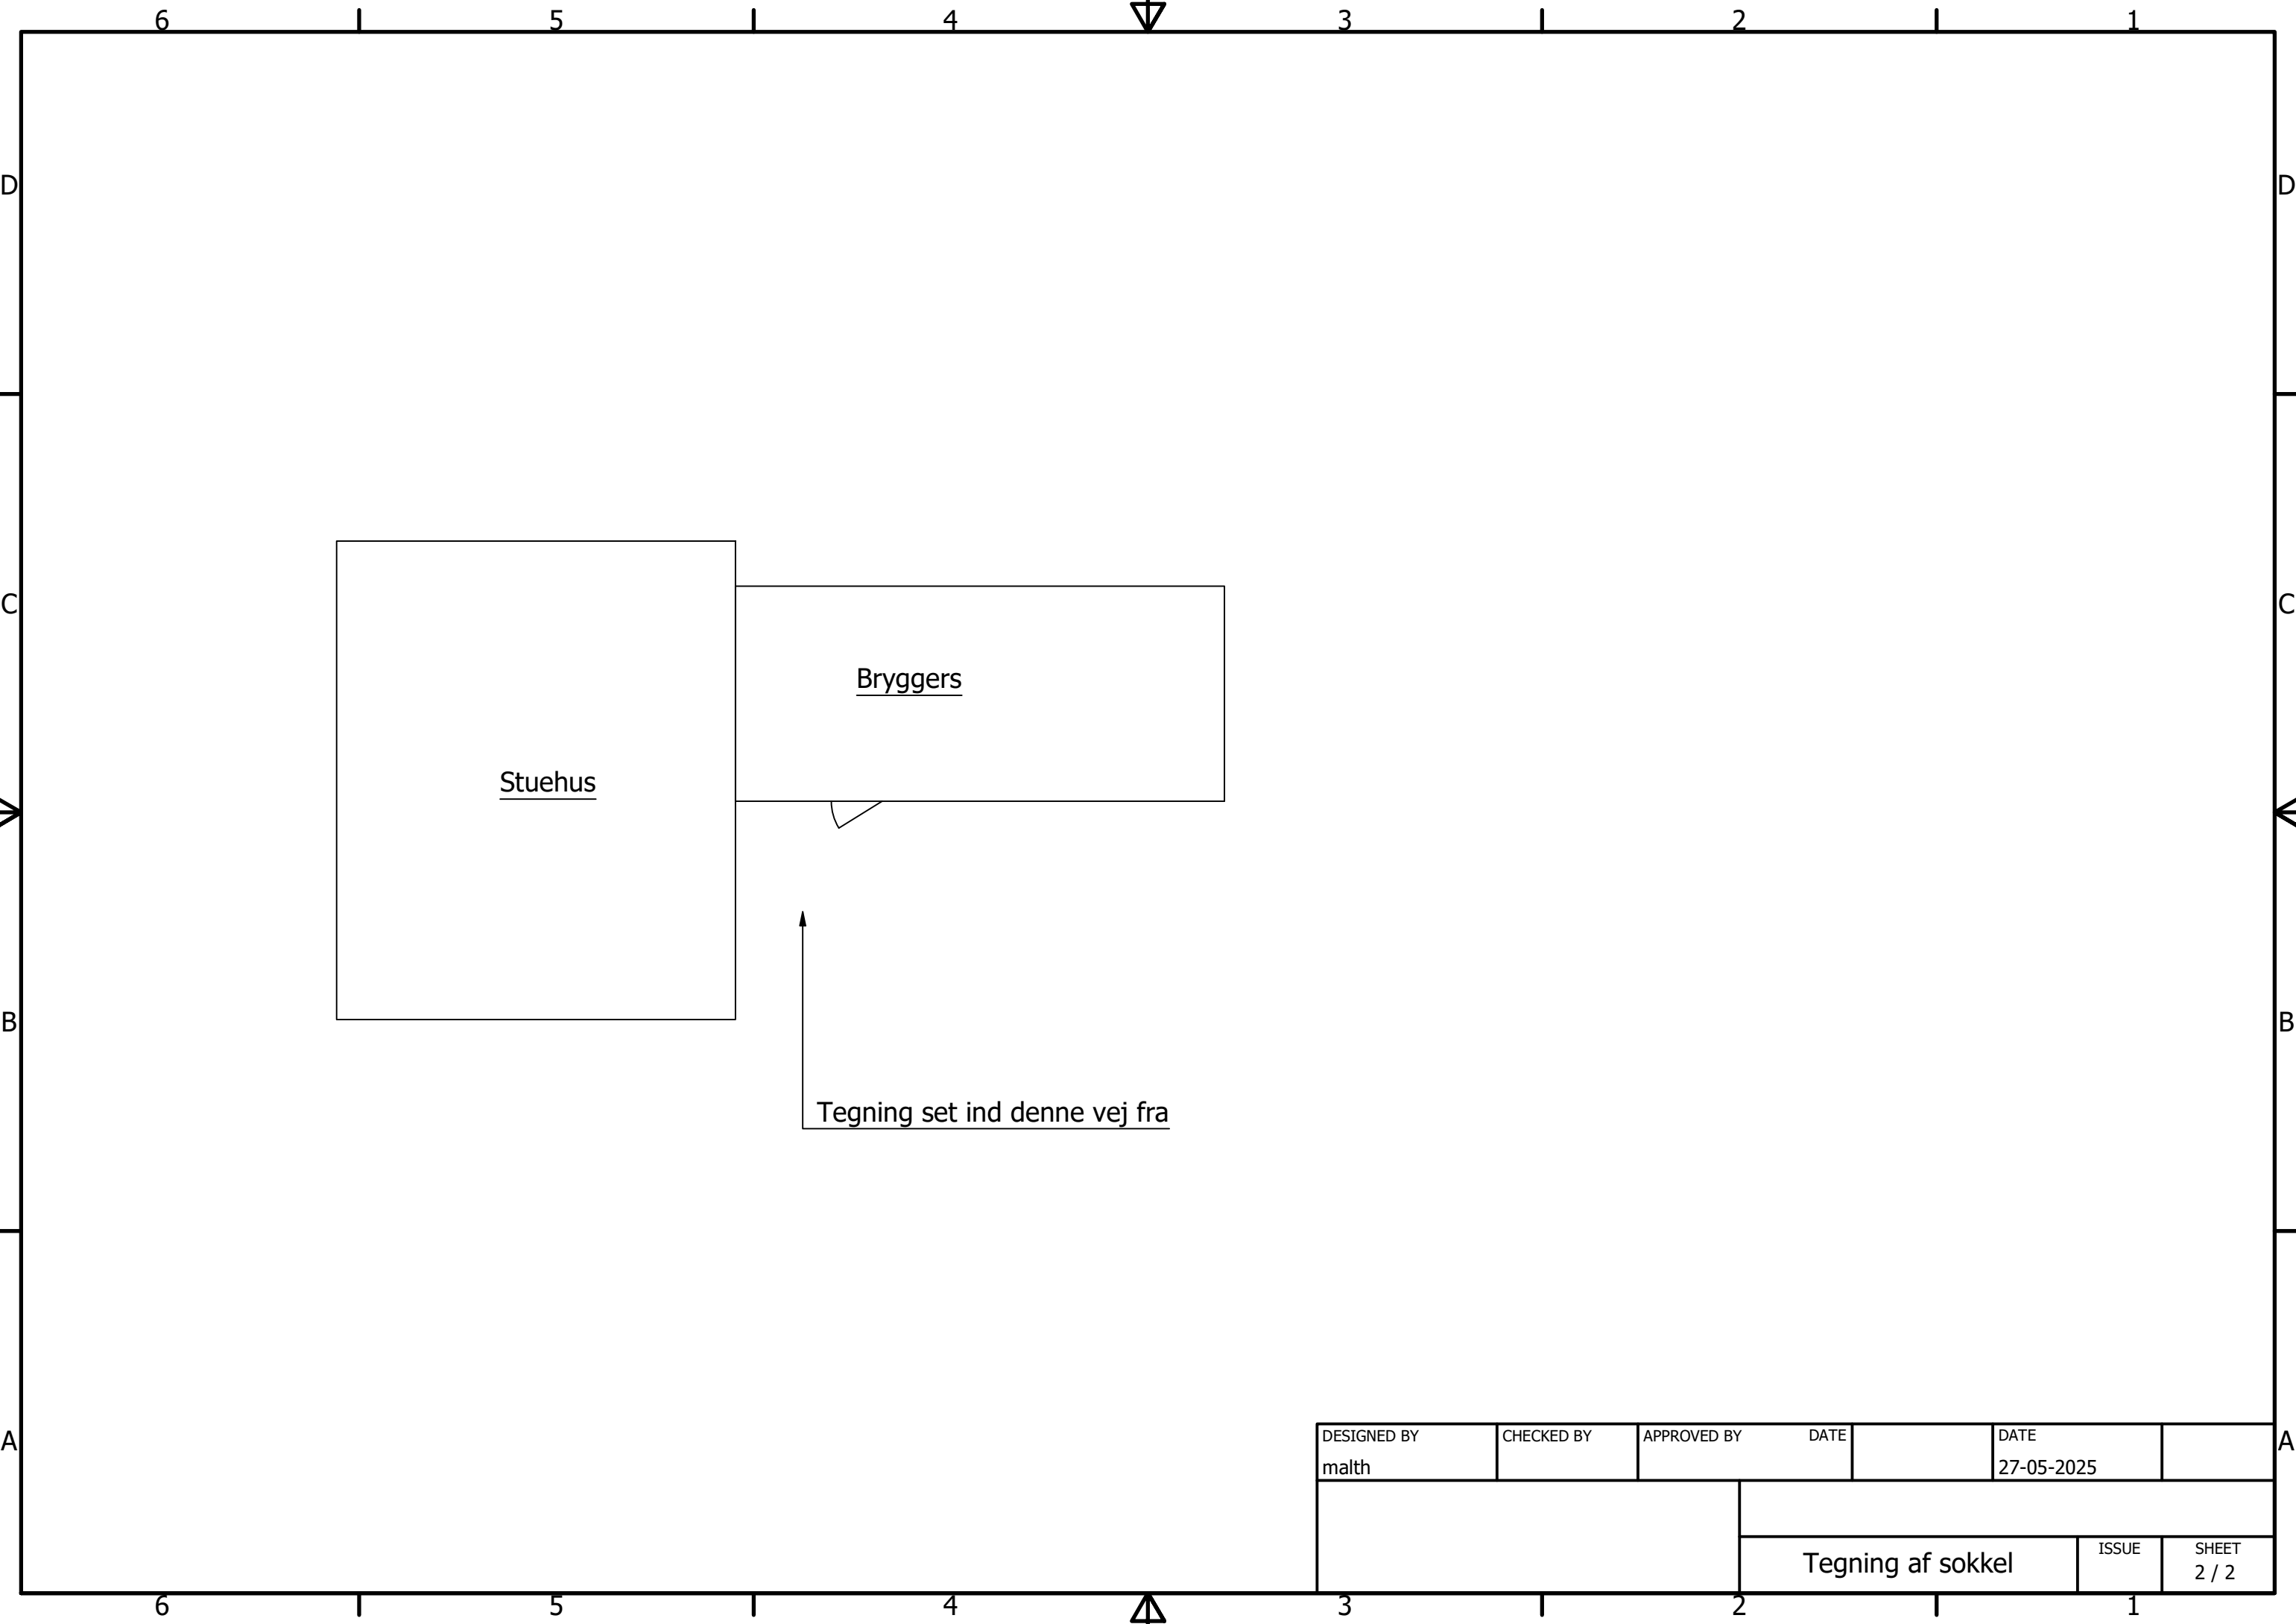 6 5 4 3 2 1
D D
C C
Bryggers
Stuehus
B B
Tegning set ind denne vej fra
A A
DESIGNED BY CHECKED BY APPROVED BY DATE DATE
malth 27-05-2025
Tegning af sokkel ISSUE SHEET
2 / 2
6 5 4 3 2 1